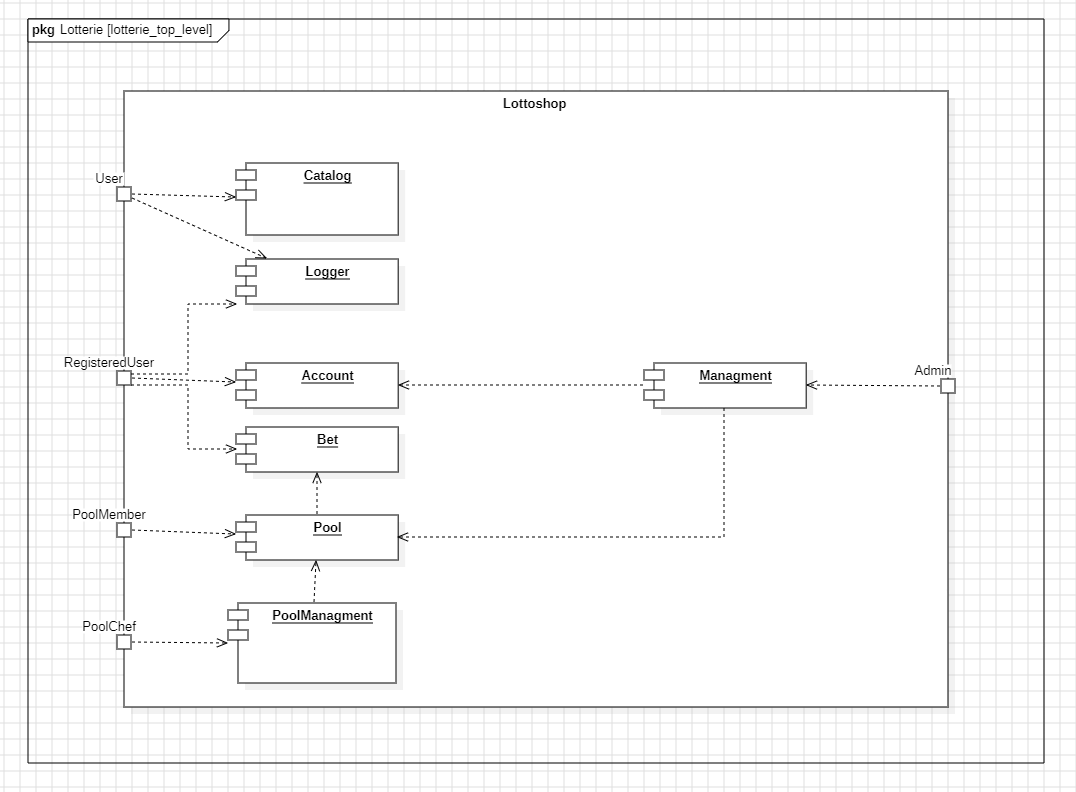 pkg Lotterie [lotterie_top_level]
Lottoshop
User
Catalog
Logger
RegisteredUser
Account
Managment
Admin
Bet
PoolMember
Pool
PoolManagment
PoolChef